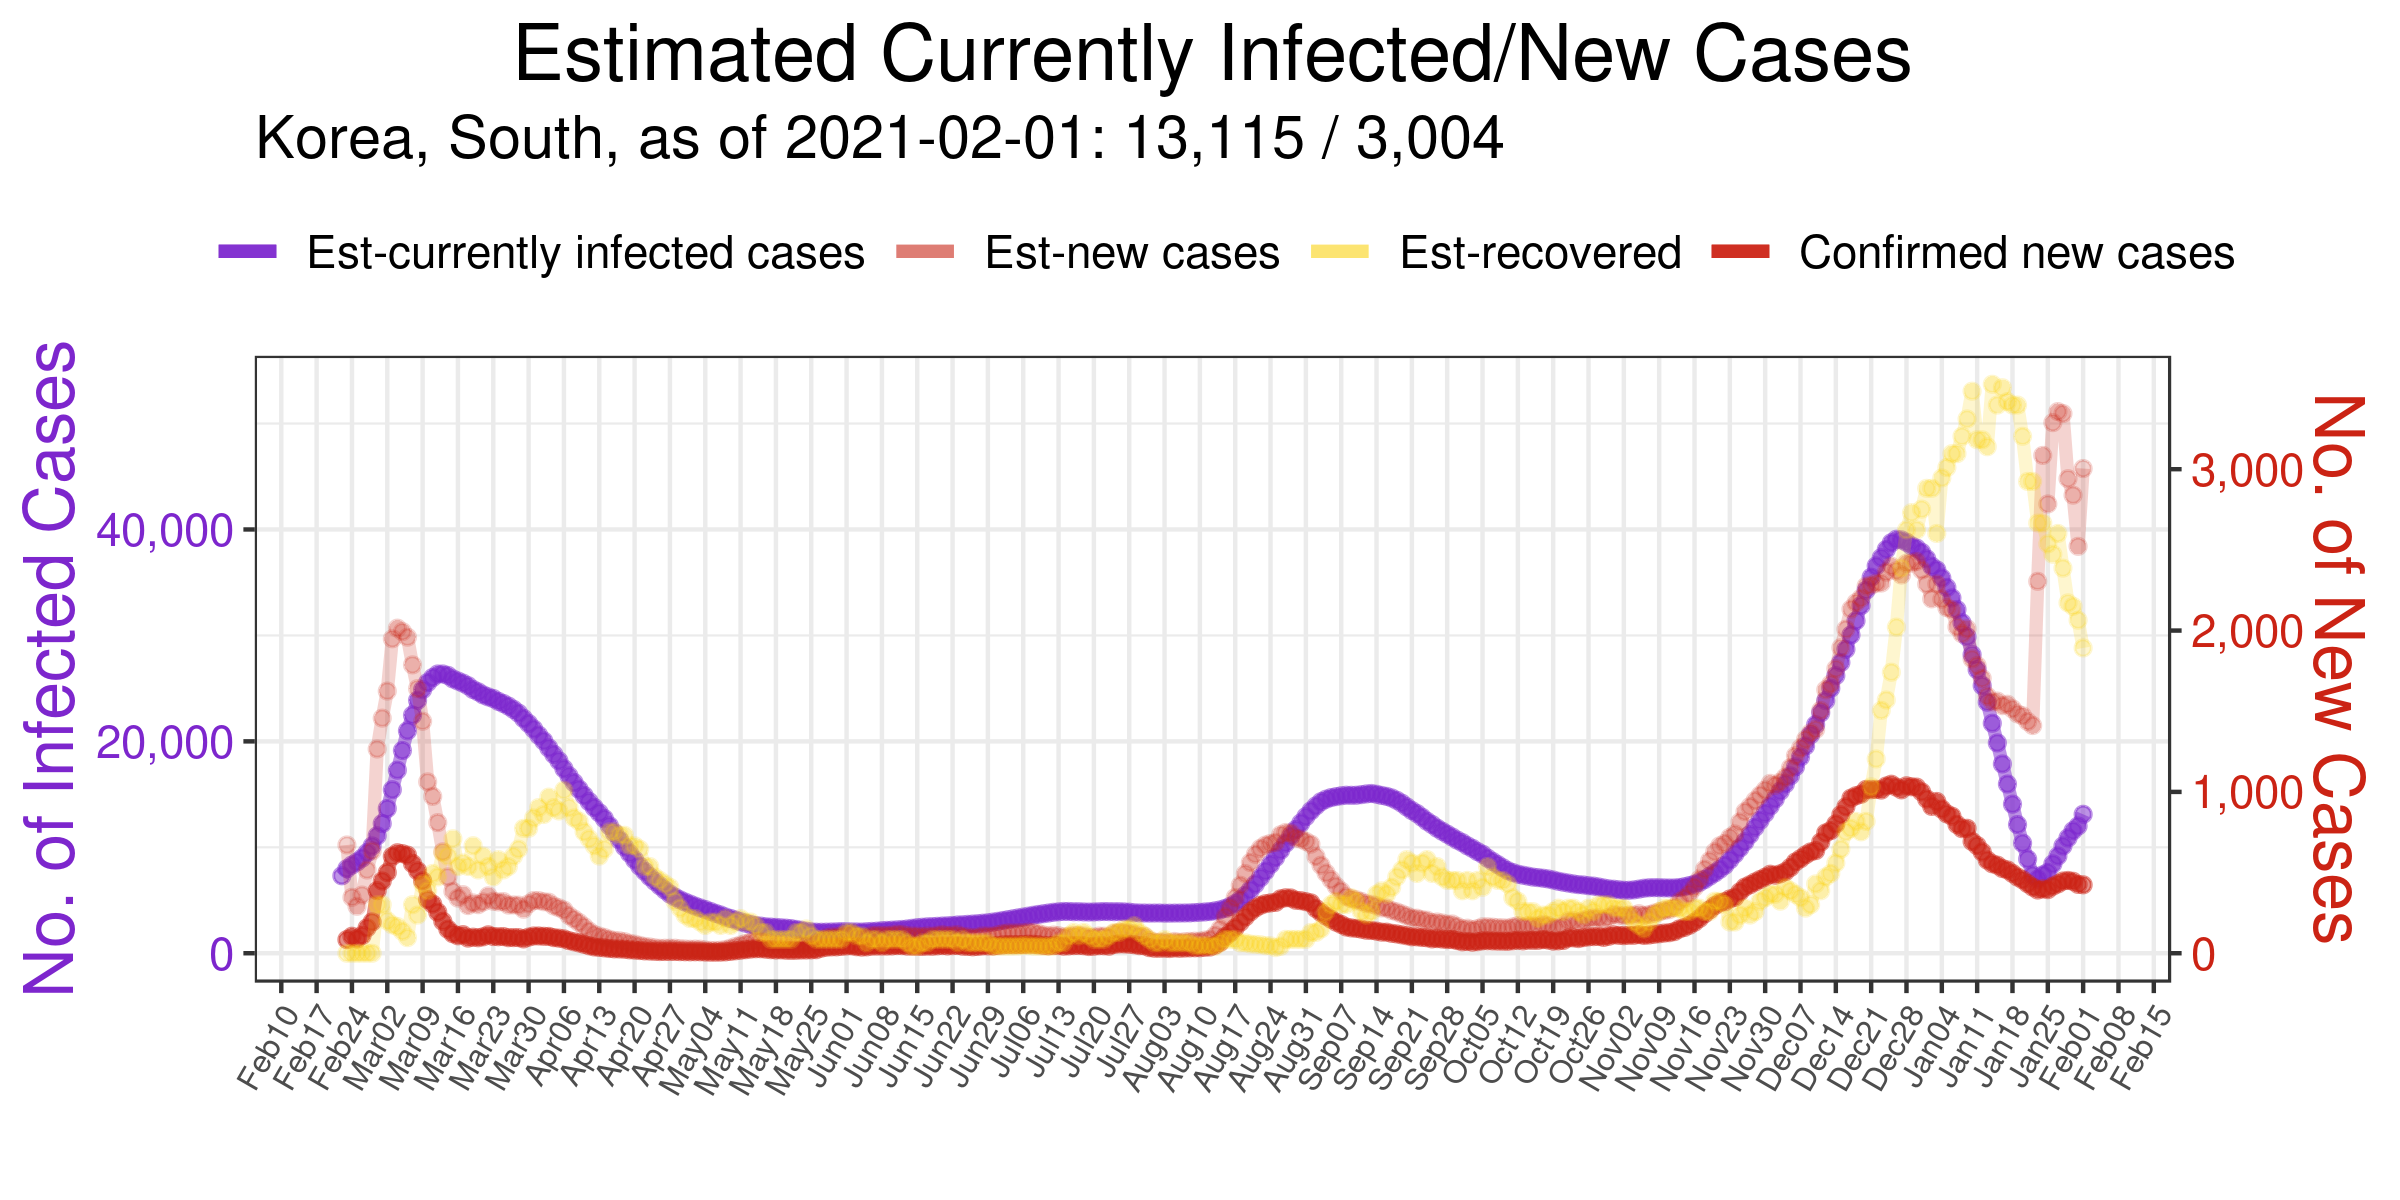 Estimated Currently Infected/New Cases
Korea, South, as of 2021-02-01: 13,115 / 3,004
Est-currently infected cases Est-new cases Est-recovered Confirmed new cases
No. of Infected Cases
40,000
20,000
0
3,000
2,000
1,000
0
No. of New Cases
Feb10 Feb17 Feb24 Mar02 Mar09 Mar16 Mar23 Mar30 Apr06 Apr13 Apr20 Apr27 May04 May11 May18 May25 Jun01 Jun08 Jun15 Jun22 Jun29 Jul06 Jul13 Jul20 Jul27 Aug03 Aug10 Aug17 Aug24 Aug31 Sep07 Sep14 Sep21 Sep28 Oct05 Oct12 Oct19 Oct26 Nov02 Nov09 Nov16 Nov23 Nov30 Dec07 Dec14 Dec21 Dec28 Dec04 Jan11 Jan18 Jan25 Feb01 Feb08 Feb15